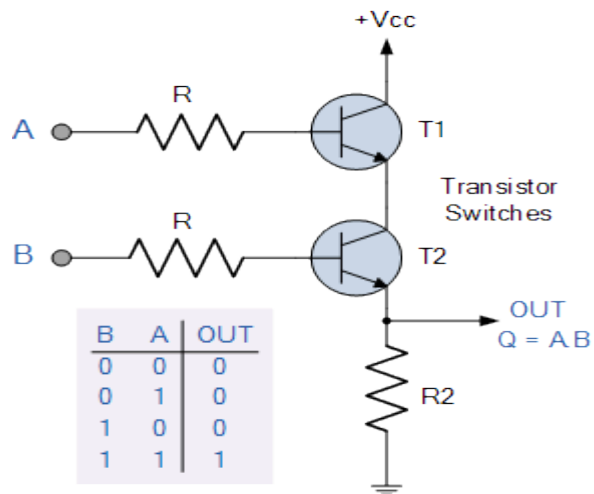 +Vcc
R
A
T1
Transistor
Switches
R
B
T2
OUT
Q = A.B
R2
B A OUT
0 0 0
0 1 0
1 0 0
1 1 1